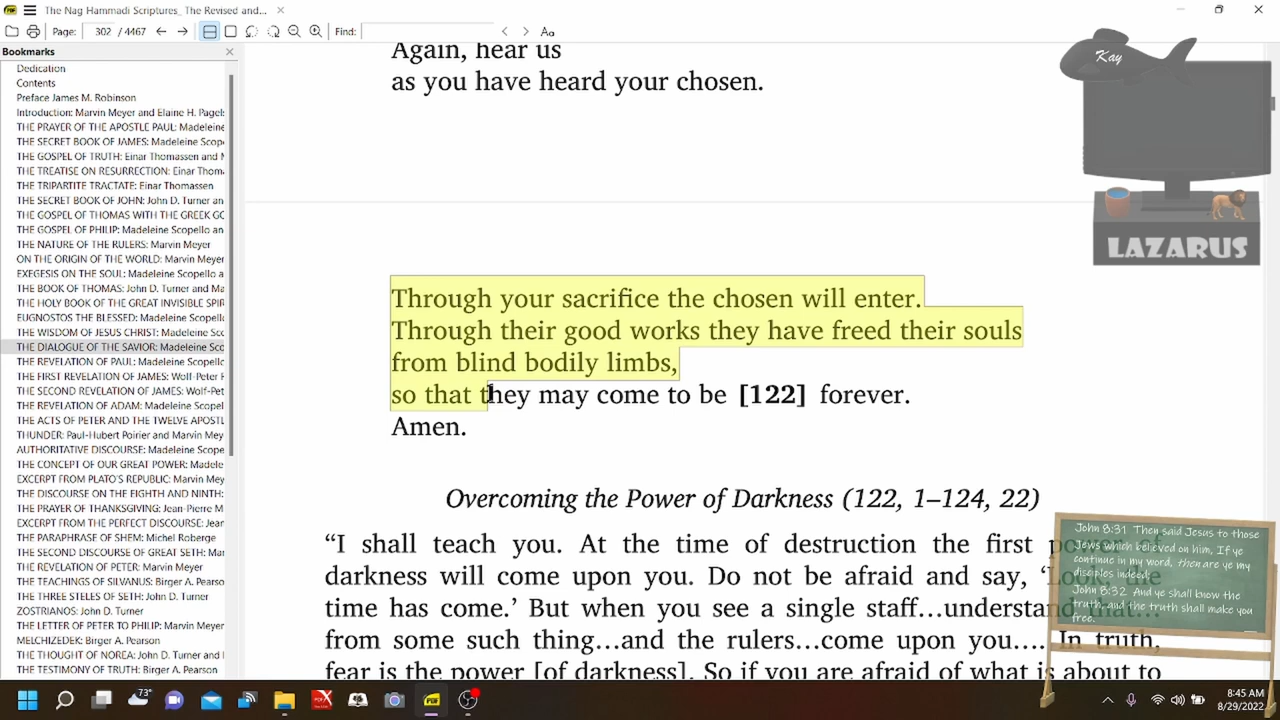 The Nag Hammadi Scriptures_ The Revised and...
Page: 302 / 4467 Find: Aa
Bookmarks
Dedication
Contents
Preface James M. Robinson
Introduction: Marvin Meyer and Elaine H. Pagels
THE PRAYER OF THE APOSTLE PAUL: Madeleine
THE SECRET BOOK OF JAMES: Madeleine Scop
THE GOSPEL OF TRUTH: Einar Thomassen and M
THE TREATISE ON RESURRECTION: Einar Thom
THE TRIPARTITE TRACTATE: Einar Thomassen
THE SECRET BOOK OF JOHN: John D. Turner and
THE GOSPEL OF THOMAS WITH THE GREEK GO
THE GOSPEL OF PHILIP: Madeleine Scopello an
THE NATURE OF THE RULERS: Marvin Meyer
ON THE ORIGIN OF THE WORLD: Marvin Meyer
EXEGESIS ON THE SOUL: Madeleine Scopello a
THE BOOK OF THOMAS: John D. Turner and Ma
THE HOLY BOOK OF THE GREAT INVISIBLE SPIR
EUGNOSTOS THE BLESSED: Madeleine Scopello
THE WISDOM OF JESUS CHRIST: Madeleine Sc
THE DIALOGUE OF THE SAVIOR: Madeleine Sco
THE REVELATION OF PAUL: Madeleine Scopello
THE FIRST REVELATION OF JAMES: Wolf-Peter F
THE SECOND REVELATION OF JAMES: Wolf-Pet
THE REVELATION OF ADAM: Madeleine Scopell
THE ACTS OF PETER AND THE TWELVE APOSTL
THUNDER: Paul-Hubert Poirier and Marvin Mey
AUTHORITATIVE DISCOURSE: Madeleine Scope
THE CONCEPT OF OUR GREAT POWER: Madele
EXCERPT FROM PLATO'S REPUBLIC: Marvin Mey
THE DISCOURSE ON THE EIGHTH AND NINTH:
THE PRAYER OF THANKSGIVING: Jean-Pierre M
EXCERPT FROM THE PERFECT DISCOURSE: Jean
THE PARAPHRASE OF SHEM: Michel Roberge
THE SECOND DISCOURSE OF GREAT SETH: Mar
THE REVELATION OF PETER: Marvin Meyer
THE TEACHINGS OF SILVANUS: Birger A. Pearso
THE THREE STELES OF SETH: John D. Turner
ZOSTRIANOS: John D. Turner
THE LETTER OF PETER TO PHILIP: Marvin Meyer
MELCHIZEDEK: Birger A. Pearson
THE THOUGHT OF NOREA: John D. Turner and I
THE TESTIMONY OF TRUTH: Birger A. Pearson
Again, hear us
as you have heard your chosen.
Through your sacrifice the chosen will enter.
Through their good works they have freed their souls
from blind bodily limbs,
so that they may come to be [122] forever.
Amen.
Overcoming the Power of Darkness (122, 1–124, 22)
“I shall teach you. At the time of destruction the first power of
darkness will come upon you. Do not be afraid and say, ‘Look, the
time has come.’ But when you see a single staff…understand that…
from some such thing…and the rulers…come upon you…. In truth,
fear is the power [of darkness]. So if you are afraid of what is about to
Kay
LAZARUS
John 8:31 Then said Jesus to those
Jews which believed on him, If ye
continue in my word, then are ye my
disciples indeed;
John 8:32 And ye shall know the
truth, and the truth shall make you
free.
73°
8:45 AM
8/29/2022